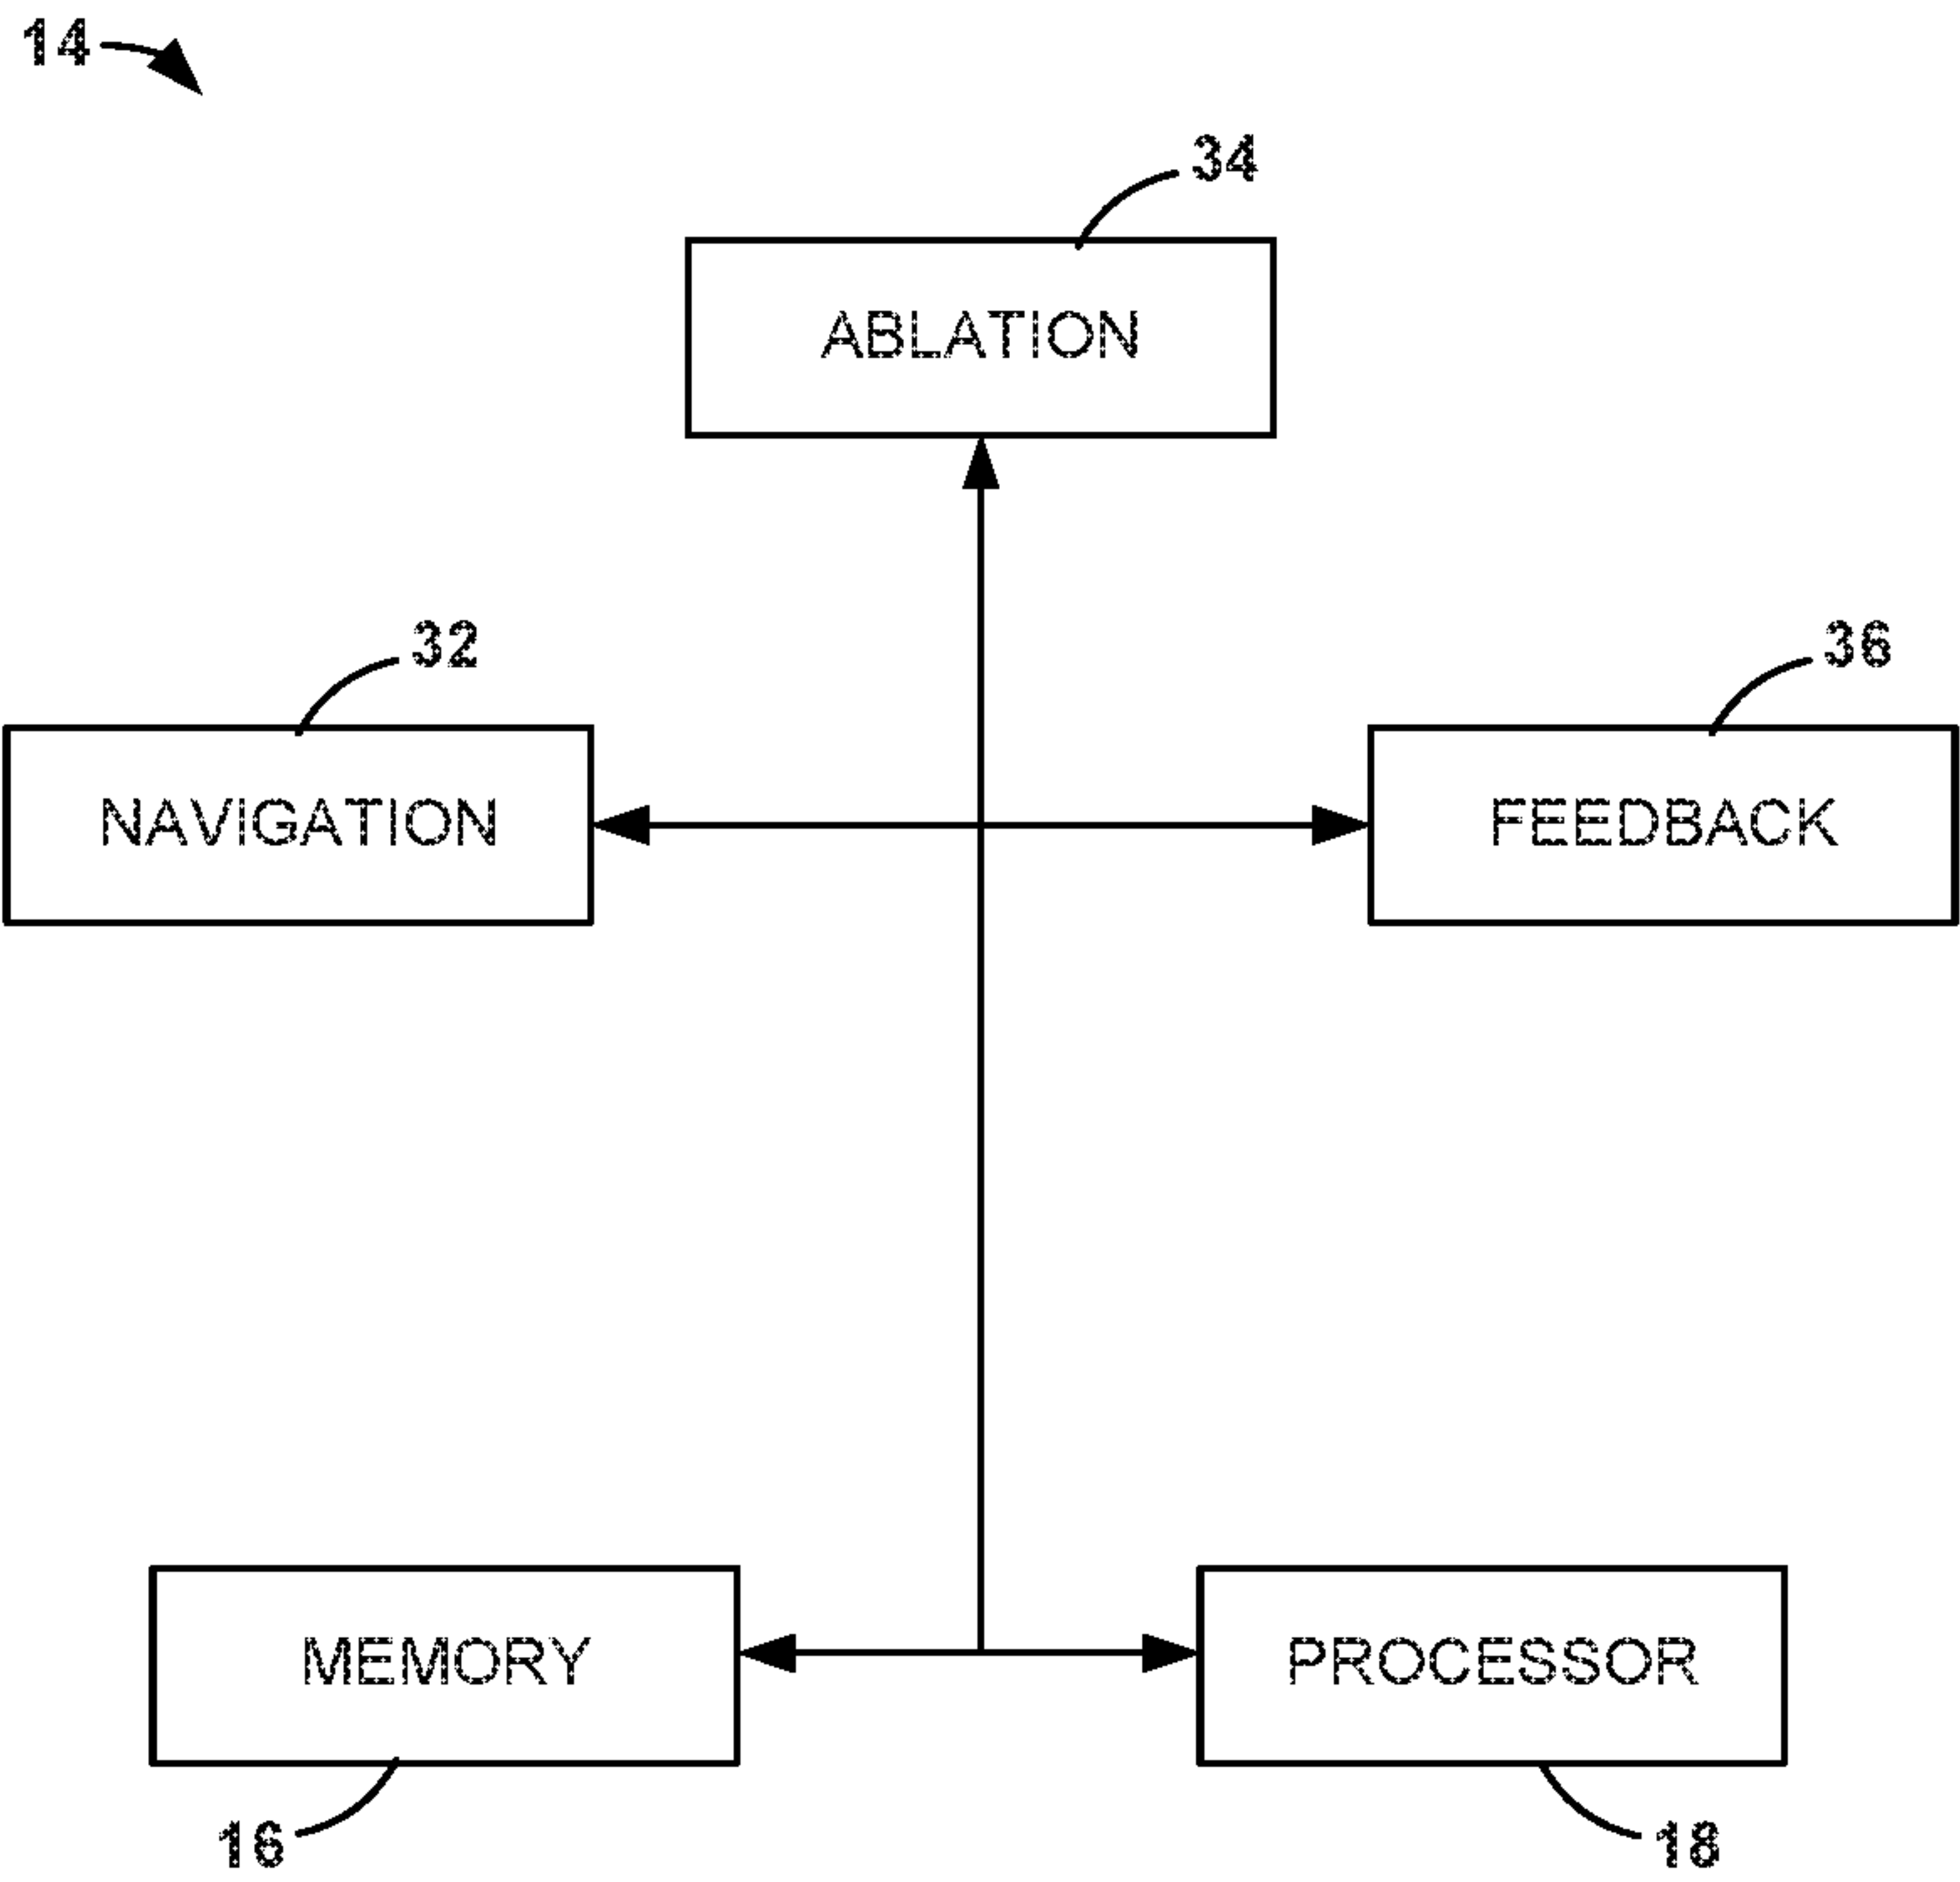 14
34
ABLATION
32
36
NAVIGATION
FEEDBACK
MEMORY
PROCESSOR
16
18